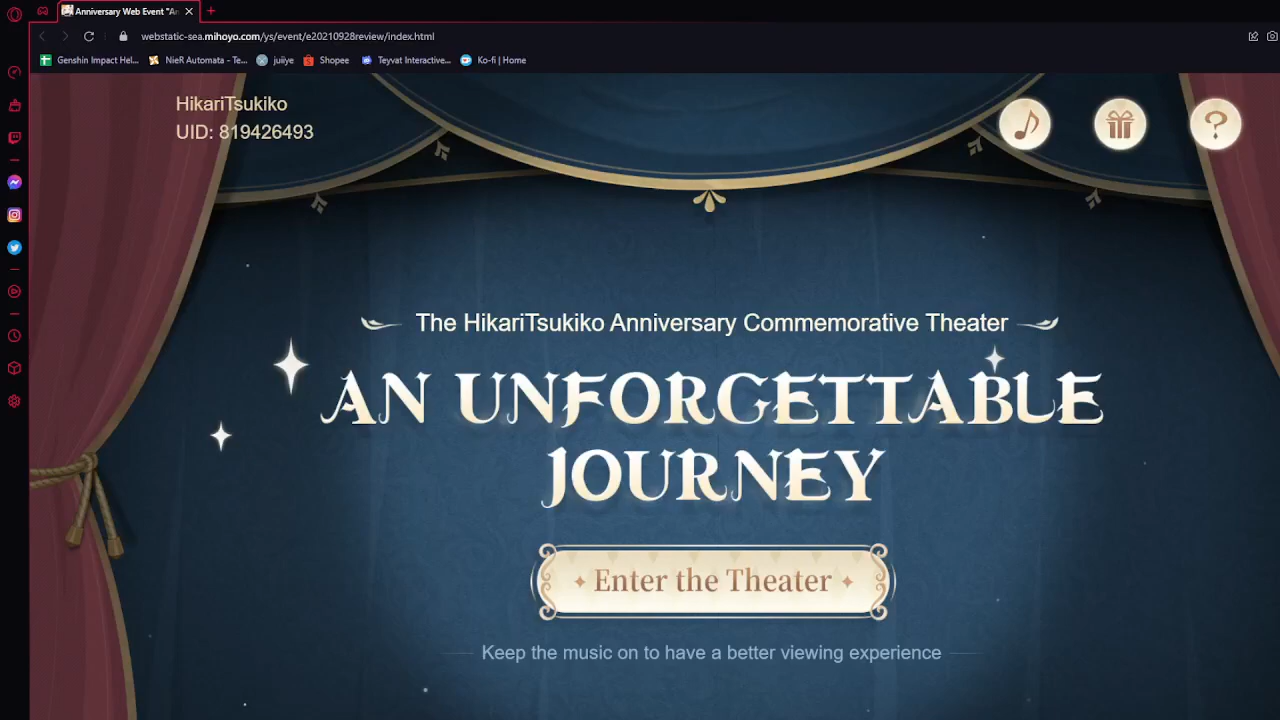 Anniversary Web Event "An
webstatic-sea.mihoyo.com/ys/event/e20210928review/index.html
Genshin Impact Hel... NieR Automata - Te... juiiye Shopee Teyvat Interactive... Ko-fi | Home
HikariTsukiko
UID: 819426493
The HikariTsukiko Anniversary Commemorative Theater
AN UNFORGETTABLE
JOURNEY
Enter the Theater
Keep the music on to have a better viewing experience